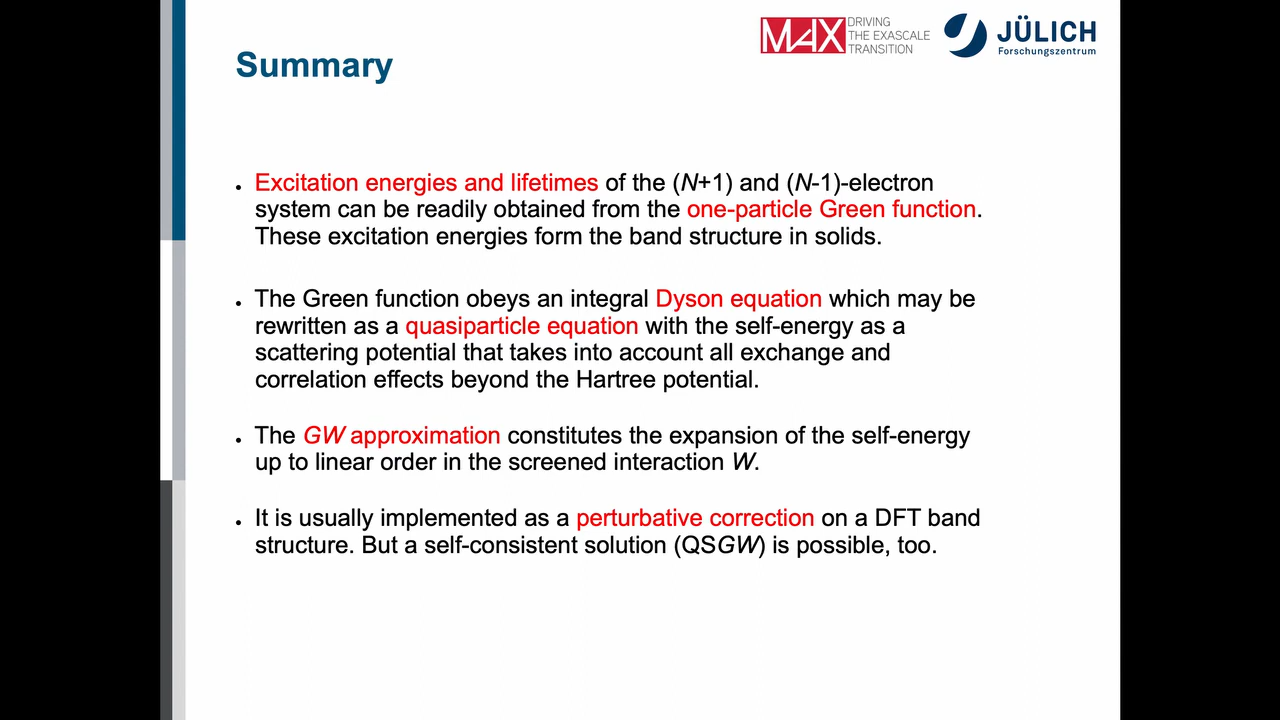 MAX DRIVING
THE EXASCALE
TRANSITION
JÜLICH
Forschungszentrum
Summary
• Excitation energies and lifetimes of the (N+1) and (N-1)-electron
system can be readily obtained from the one-particle Green function.
These excitation energies form the band structure in solids.
• The Green function obeys an integral Dyson equation which may be
rewritten as a quasiparticle equation with the self-energy as a
scattering potential that takes into account all exchange and
correlation effects beyond the Hartree potential.
• The GW approximation constitutes the expansion of the self-energy
up to linear order in the screened interaction W.
• It is usually implemented as a perturbative correction on a DFT band
structure. But a self-consistent solution (QSGW) is possible, too.